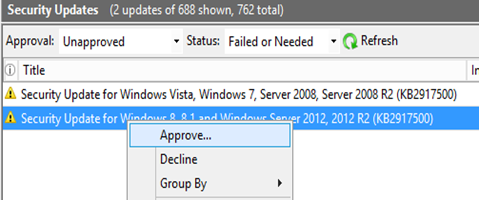 Security Updates (2 updates of 688 shown, 762 total)
Approval: Unapproved Status: Failed or Needed Refresh
Title In
Security Update for Windows Vista, Windows 7, Server 2008, Server 2008 R2 (KB2917500)
Security Update for Windows 8, 8.1 and Windows Server 2012, 2012 R2 (KB2917500)
Approve...
Decline
Group By